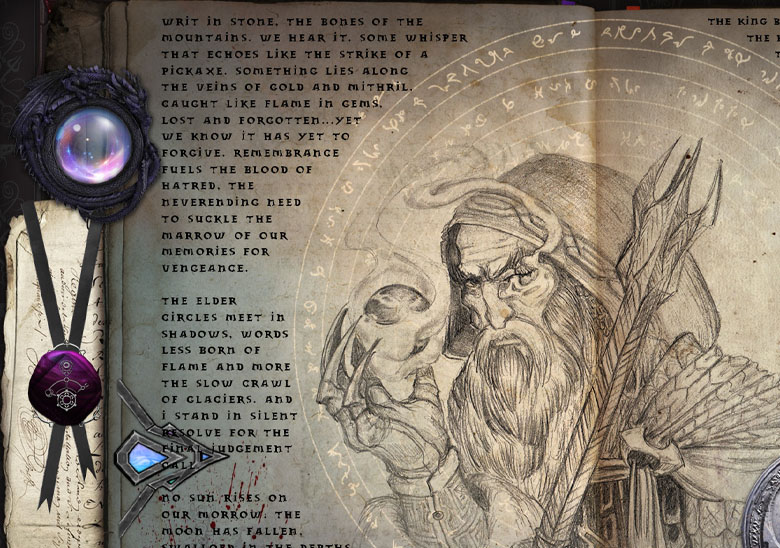 WRIT IN STONE, THE BONES OF THE
MOUNTAINS. WE HEAR IT. SOME WHISPER
THAT ECHOES LIKE THE STRIKE OF A
PICKAXE. SOMETHING LIES ALONG
THE VEINS OF GOLD AND MITHRIL.
CAUGHT LIKE FLAME IN GEMS.
LOST AND FORGOTTEN...YET
WE KNOW IT HAS YET TO
FORGIVE. REMEMBRANCE
FUELS THE BLOOD OF
HATRED. THE
NEVERENDING NEED
TO SUCKLE THE
MARROW OF OUR
MEMORIES FOR
VENGEANCE.
THE ELDER
CIRCLES MEET IN
SHADOWS, WORDS
LESS BORN OF
FLAME AND MORE
THE SLOW CRAWL
OF GLACIERS. AND
I STAND IN SILENT
RESOLVE FOR THE
FINAL JUDGEMENT
CALL.
NO SUN RISES ON
OUR MORROW. THE
MOON HAS FALLEN,
SWALLOWED IN THE DEPTHS
THE KING
THE